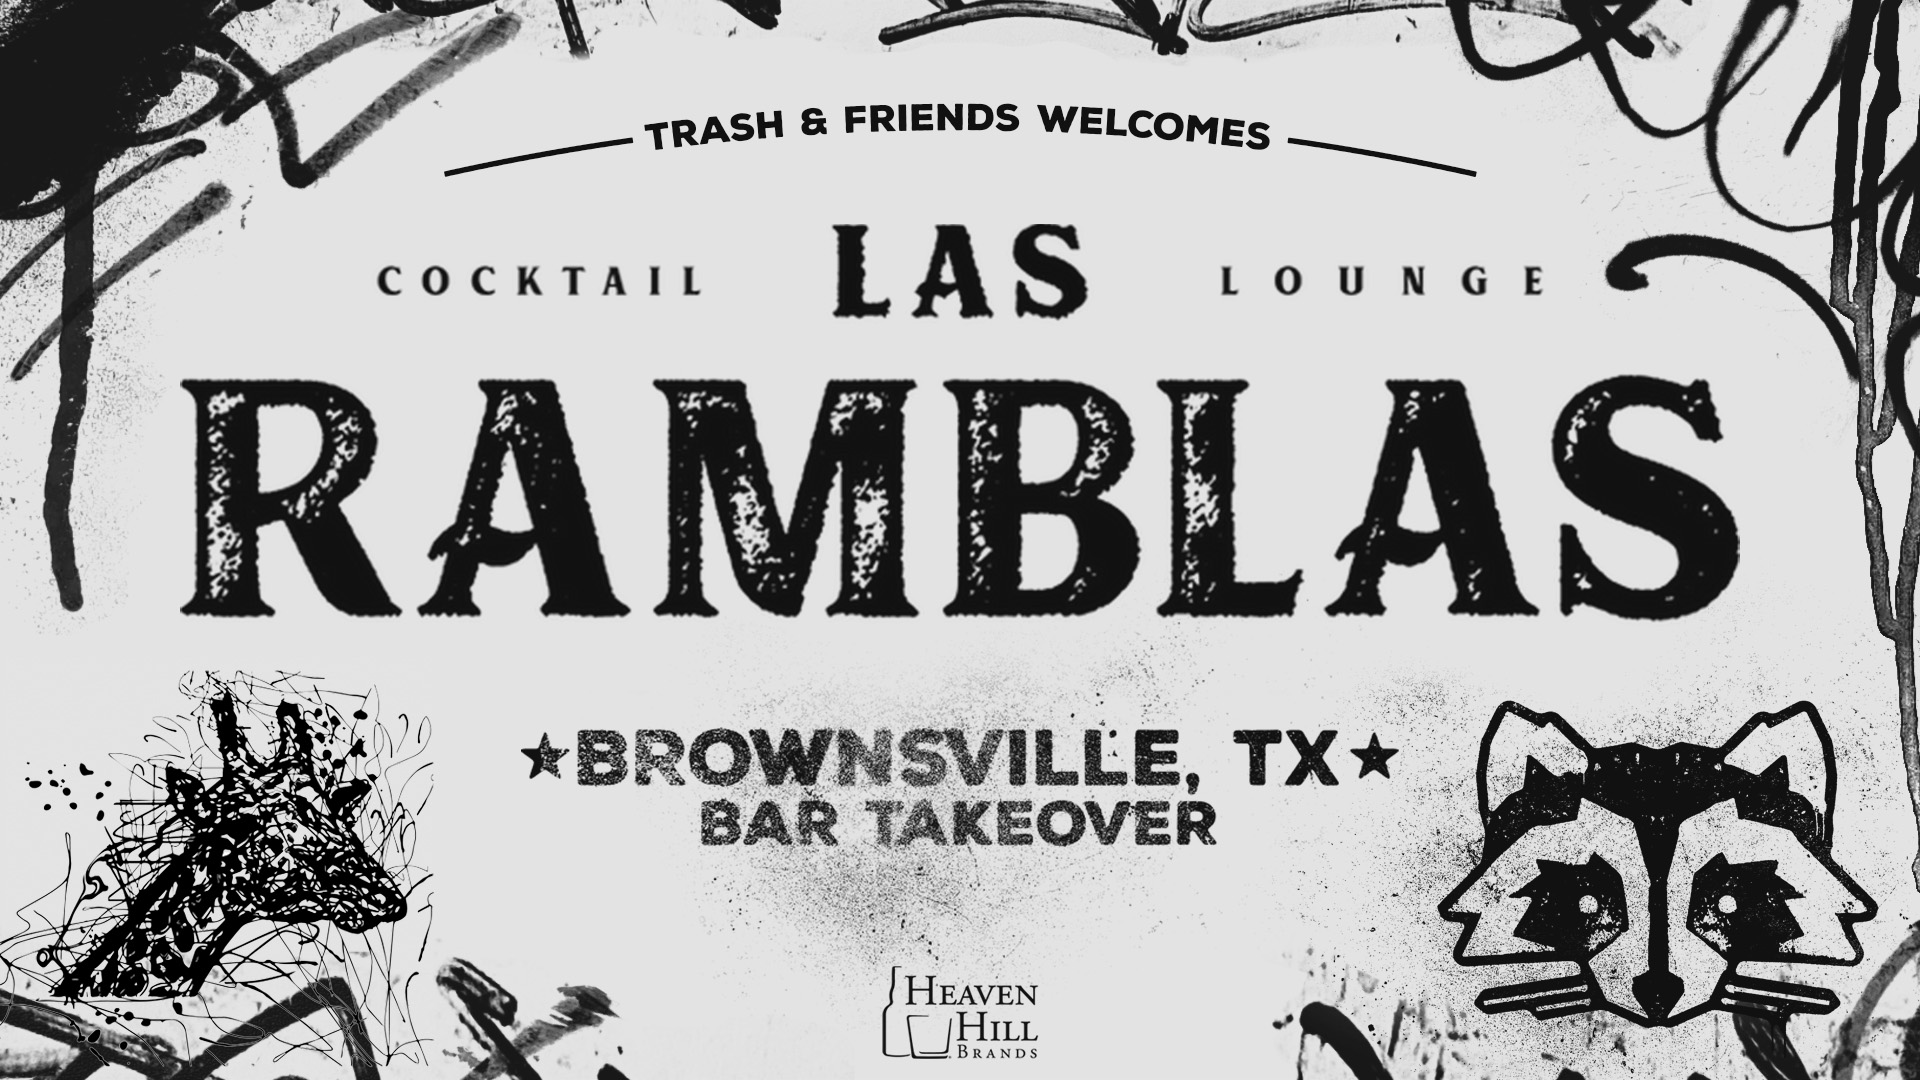 TRASH & FRIENDS WELCOMES
COCKTAIL LAS LOUNGE
RAMBLAS
★BROWNSVILLE, TX★
BAR TAKEOVER
HEAVEN
HILL
BRANDS